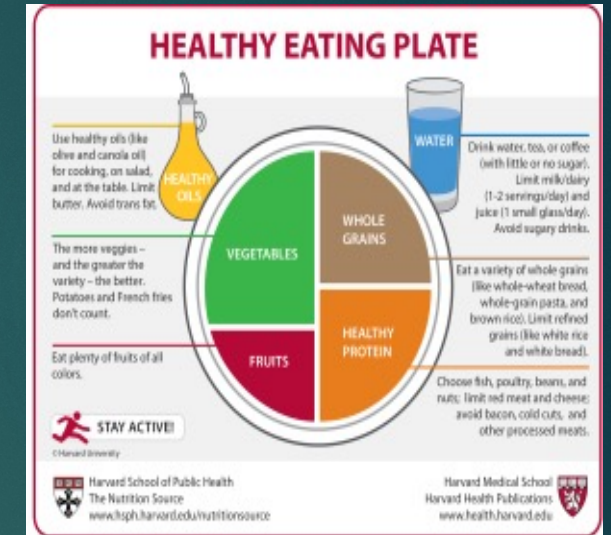 HEALTHY EATING PLATE
Use healthy oils (like
olive and canola oil)
for cooking, on salad,
and at the table. Limit
butter. Avoid trans fat.
HEALTHY
OILS
The more veggies –
and the greater the
variety – the better.
Potatoes and French fries
don't count.
Eat plenty of fruits of all
colors.
STAY ACTIVE!
© Harvard University
VEGETABLES
FRUITS
WHOLE
GRAINS
HEALTHY
PROTEIN
WATER
Drink water, tea, or coffee
(with little or no sugar).
Limit milk/dairy
(1-2 servings/day) and
juice (1 small glass/day).
Avoid sugary drinks.
Eat a variety of whole grains
(like whole-wheat bread,
whole-grain pasta, and
brown rice). Limit refined
grains (like white rice
and white bread).
Choose fish, poultry, beans, and
nuts; limit red meat and cheese;
avoid bacon, cold cuts, and
other processed meats.
Harvard School of Public Health
The Nutrition Source
www.hsph.harvard.edu/nutritionsource
Harvard Medical School
Harvard Health Publications
www.health.harvard.edu